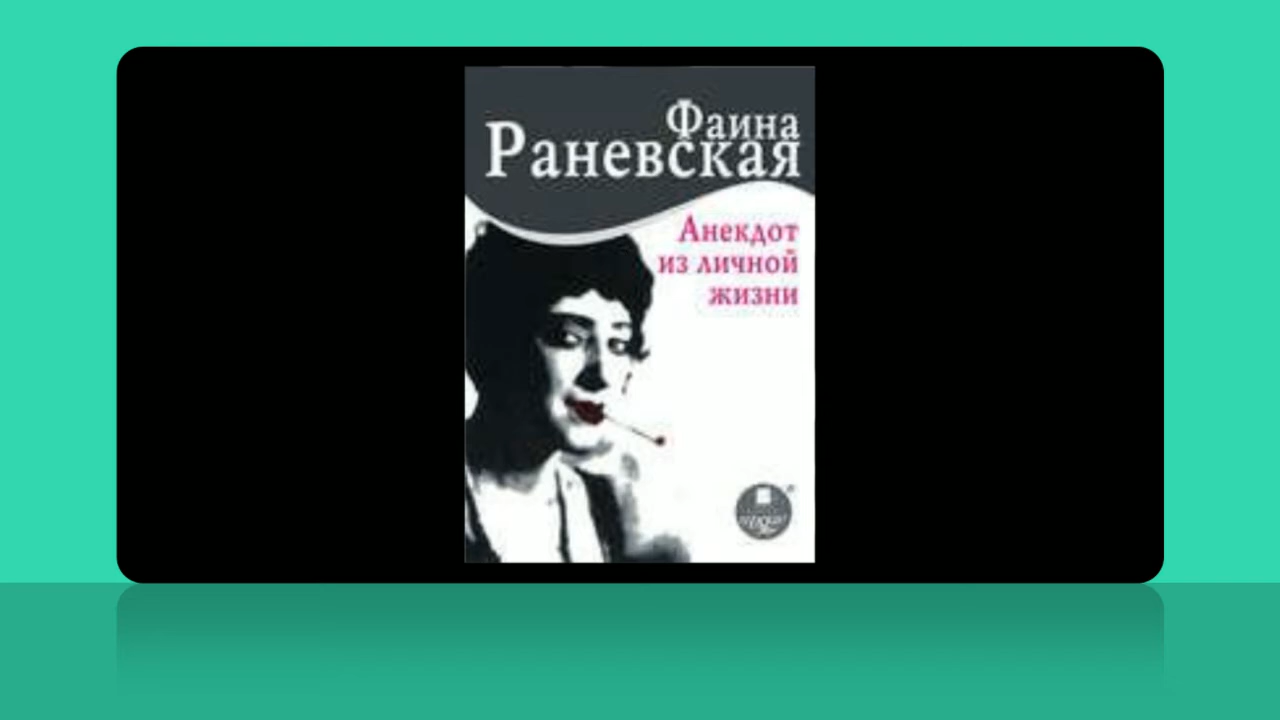 Фаина
Раневская
Анекдот
из личной
жизни